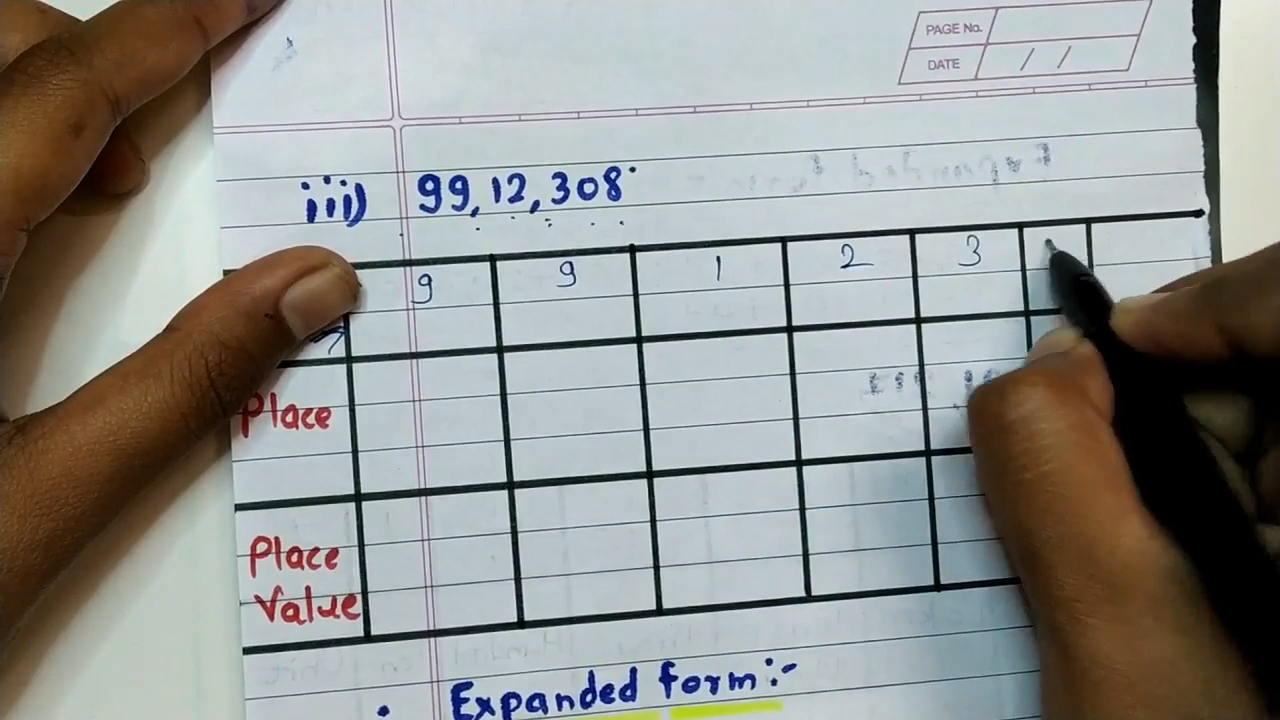 PAGE No.
DATE / /
iii) 99,12,308
9 9 1 2 3
Place
Place
Value
Expanded form:-